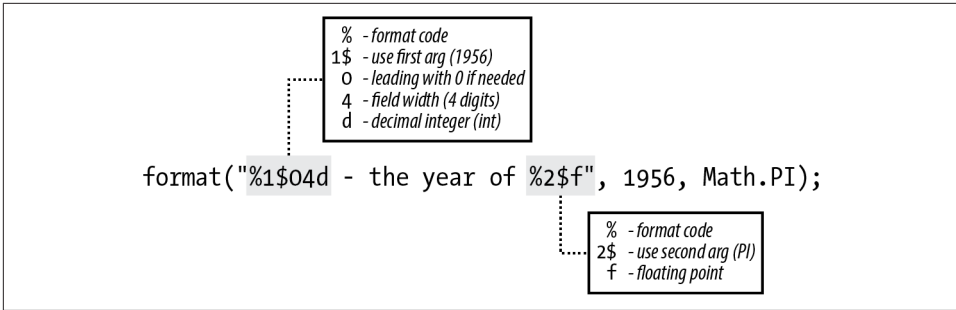 % - format code
1$ - use first arg (1956)
0 - leading with 0 if needed
4 - field width (4 digits)
d - decimal integer (int)
format("%1$04d - the year of %2$f", 1956, Math.PI);
% - format code
2$ - use second arg (PI)
f - floating point